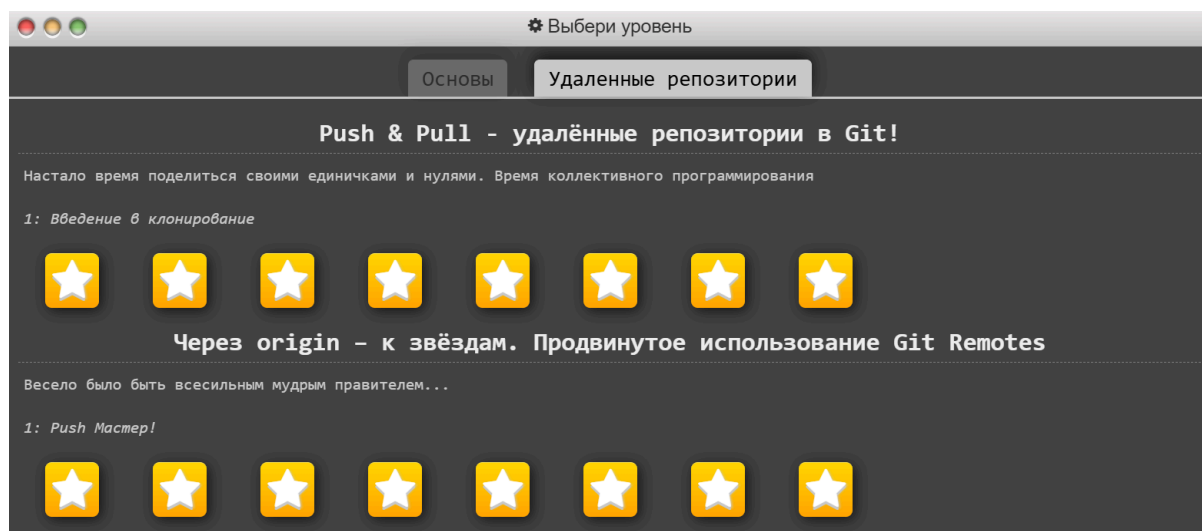 Выбери уровень
Основы
Удаленные репозитории
Push & Pull - удалённые репозитории в Git!
Настало время поделиться своими единичками и нулями. Время коллективного программирования
1: Введение в клонирование
Через origin – к звёздам. Продвинутое использование Git Remotes
Весело было быть всесильным мудрым правителем...
1: Push Мастер!